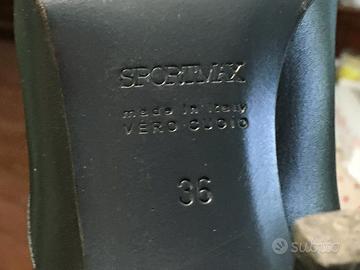 SPORTMAX
made in italy
VERO CUOIO
36
subito